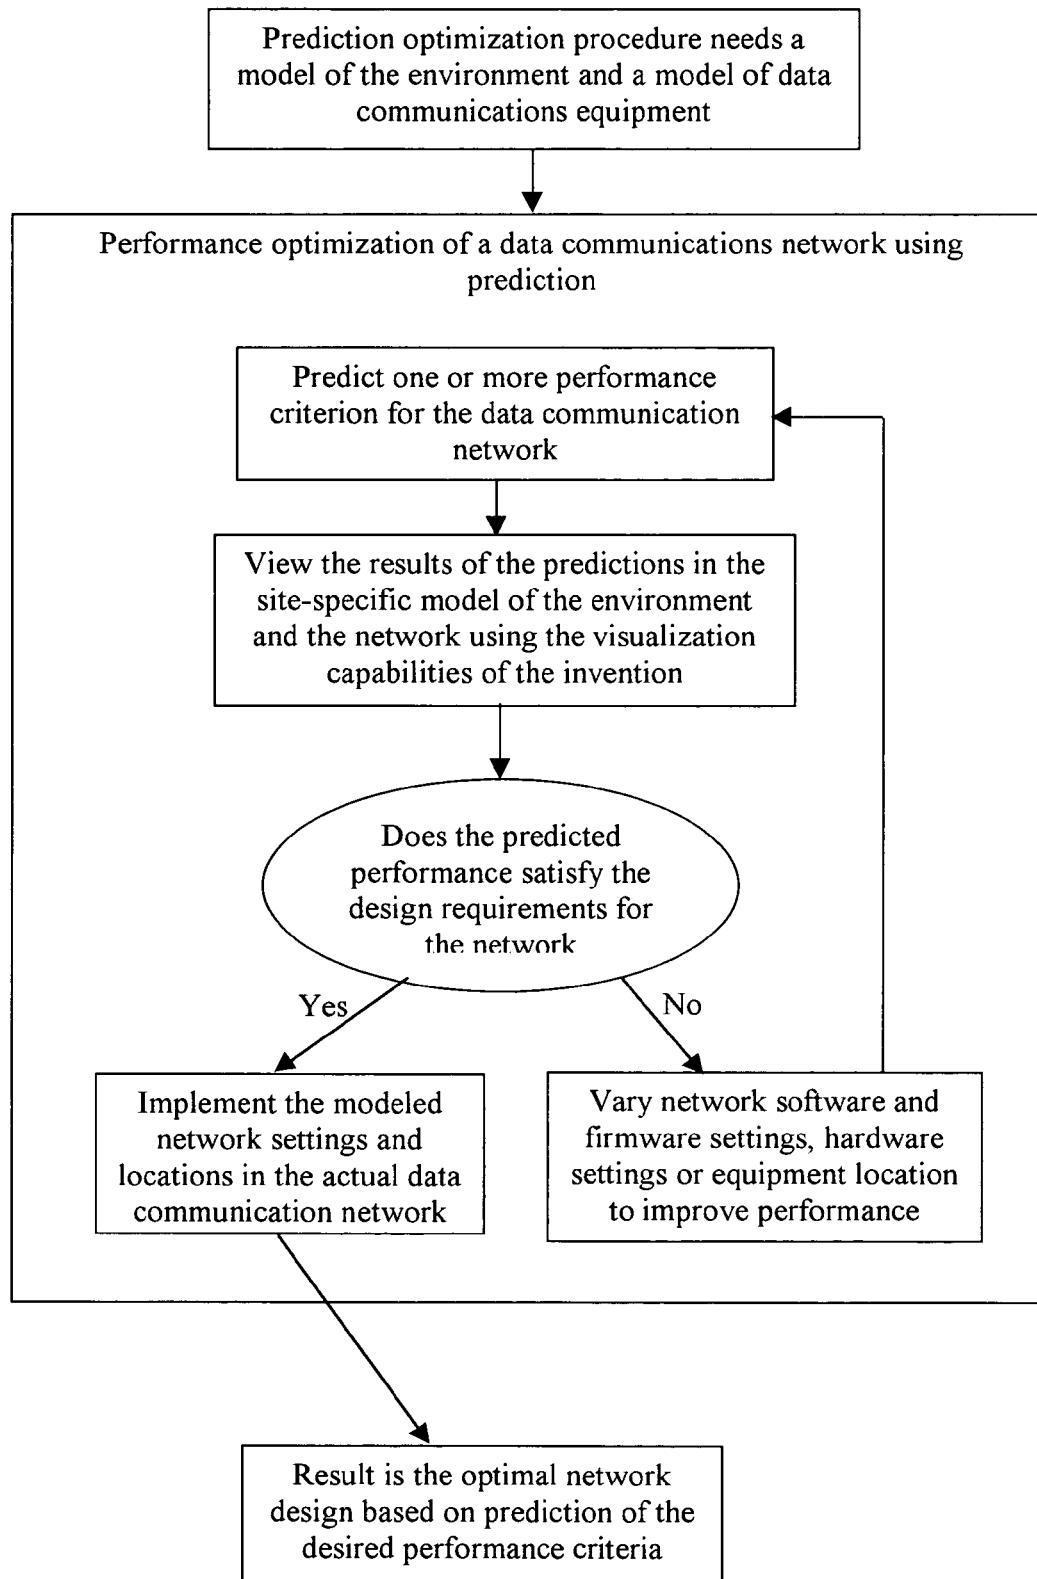 Prediction optimization procedure needs a
model of the environment and a model of data
communications equipment
Performance optimization of a data communications network using
prediction
Predict one or more performance
criterion for the data communication
network
View the results of the predictions in the
site-specific model of the environment
and the network using the visualization
capabilities of the invention
Does the predicted
performance satisfy the
design requirements for
the network
Yes
No
Implement the modeled
network settings and
locations in the actual data
communication network
Vary network software and
firmware settings, hardware
settings or equipment location
to improve performance
Result is the optimal network
design based on prediction of the
desired performance criteria